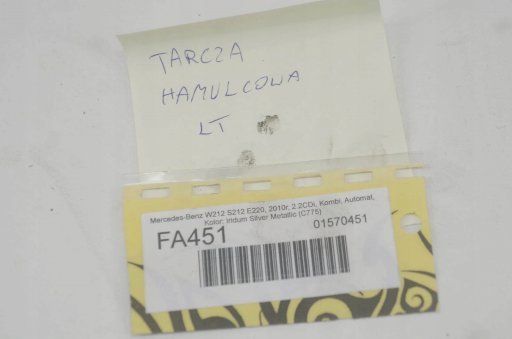 TARCZA
HAMULCOWA
LT
Mercedes-Benz W212 S212 E220, 2010r, 2.2CDi, Kombi, Automat,
Kolor: Iridium Silver Metallic (C775)
FA451
01570451